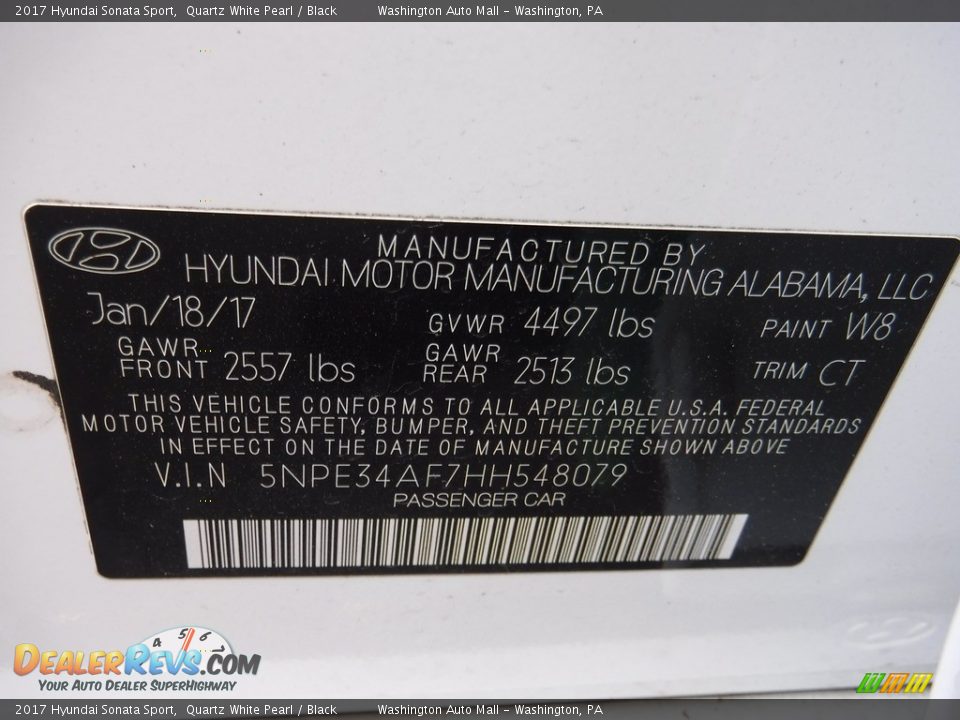 2017 Hyundai Sonata Sport,  Quartz White Pearl / Black        Washington Auto Mall - Washington, PA
MANUFACTURED BY
HYUNDAI MOTOR MANUFACTURING ALABAMA, LLC
Jan/18/17 GVWR 4497 lbs PAINT W8
GAWR FRONT 2557 lbs GAWR REAR 2513 lbs TRIM CT
THIS VEHICLE CONFORMS TO ALL APPLICABLE U.S.A. FEDERAL
MOTOR VEHICLE SAFETY, BUMPER, AND THEFT PREVENTION STANDARDS
IN EFFECT ON THE DATE OF MANUFACTURE SHOWN ABOVE
V.I.N 5NPE34AF7HH548079
PASSENGER CAR
4 5 6
DealerRevs.com
Your Auto Dealer SuperHighway
2017 Hyundai Sonata Sport,  Quartz White Pearl / Black        Washington Auto Mall - Washington, PA